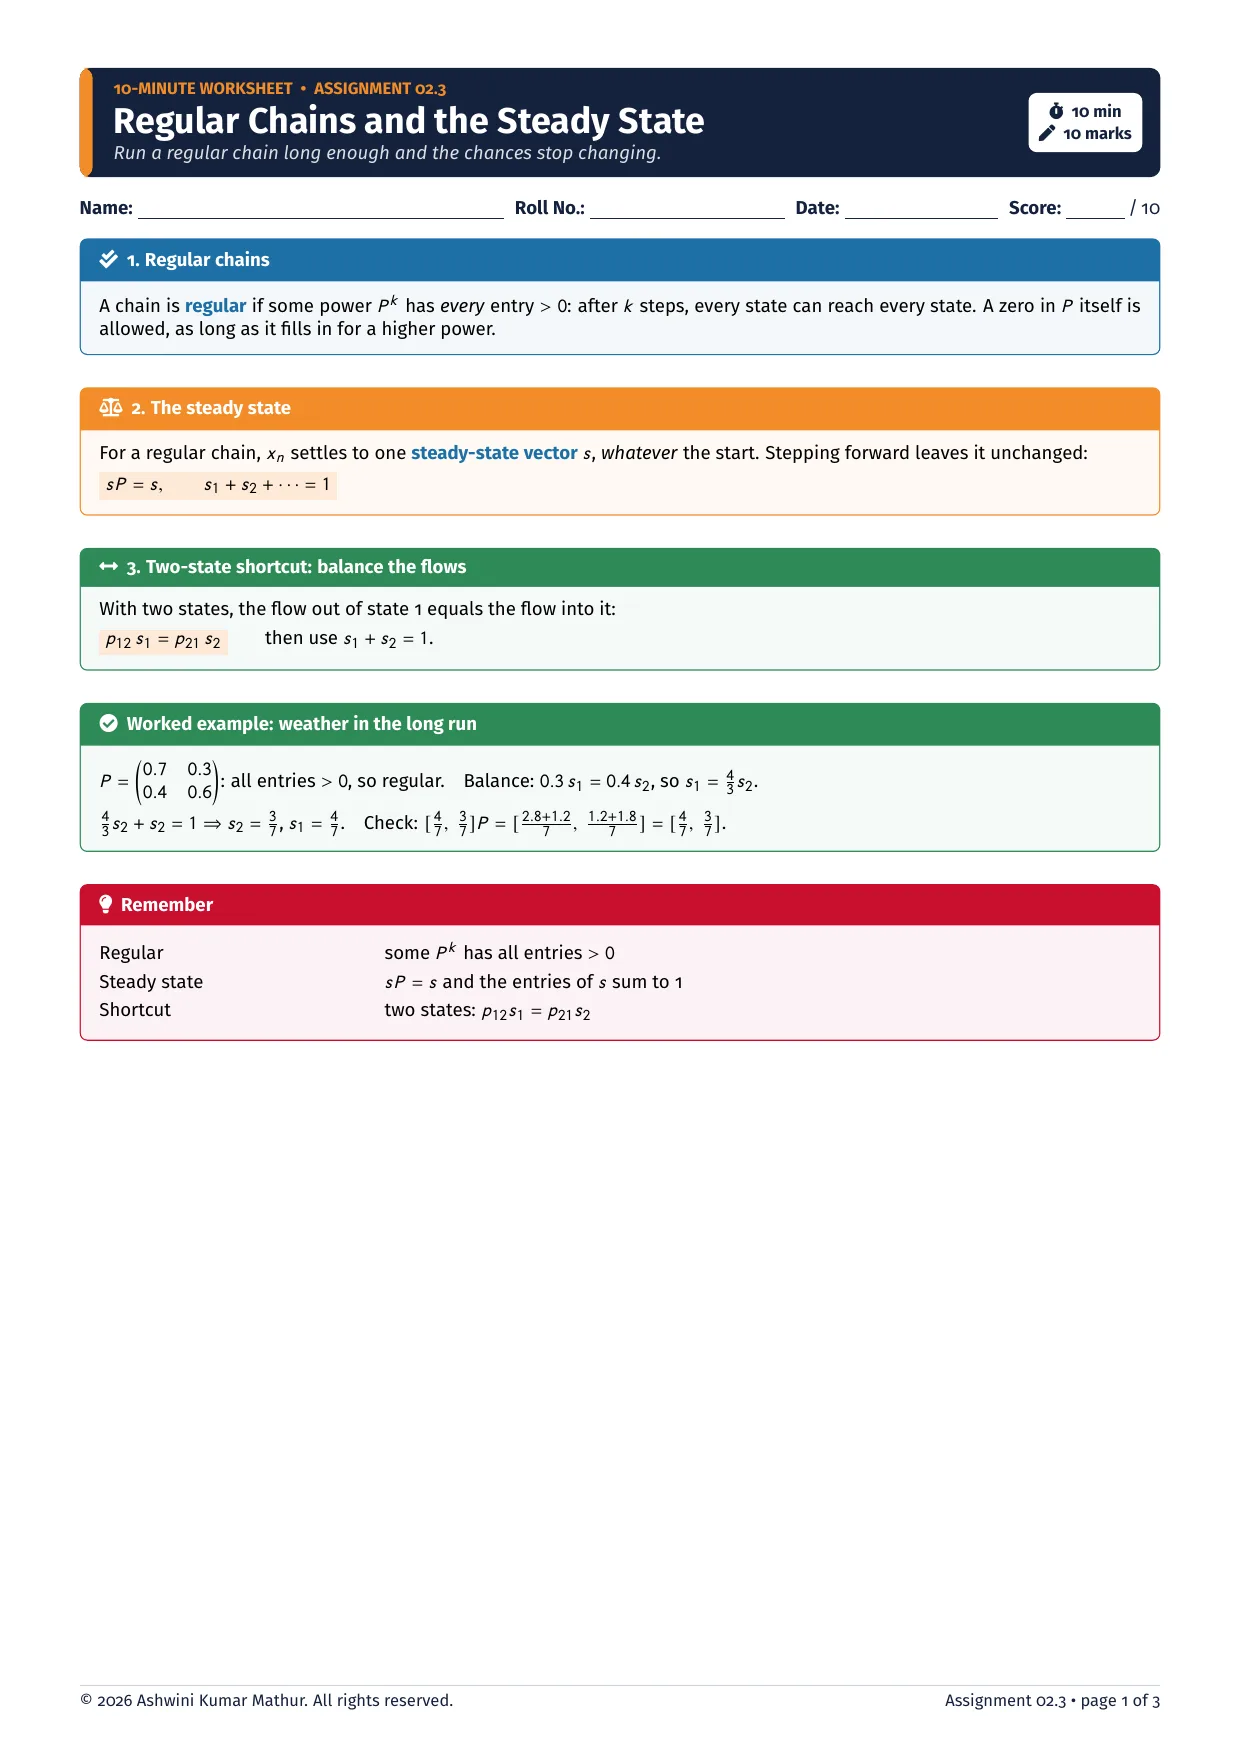 10-MINUTE WORKSHEET • ASSIGNMENT 02.3
Regular Chains and the Steady State
Run a regular chain long enough and the chances stop changing.
10 min
10 marks
Name: ____ Roll No.: ____ Date: ____ Score: ____ / 10
1. Regular chains
A chain is regular if some power P^k has every entry > 0: after k steps, every state can reach every state. A zero in P itself is
allowed, as long as it fills in for a higher power.
2. The steady state
For a regular chain, x_n settles to one steady-state vector s, whatever the start. Stepping forward leaves it unchanged:
sP = s, s_1 + s_2 + ··· = 1
3. Two-state shortcut: balance the flows
With two states, the flow out of state 1 equals the flow into it:
p_12 s_1 = p_21 s_2 then use s_1 + s_2 = 1.
Worked example: weather in the long run
P = (0.7 0.3; 0.4 0.6): all entries > 0, so regular. Balance: 0.3 s_1 = 0.4 s_2, so s_1 = 4/3 s_2.
4/3 s_2 + s_2 = 1 ⇒ s_2 = 3/7, s_1 = 4/7. Check: [4/7, 3/7]P = [2.8+1.2/7, 1.2+1.8/7] = [4/7, 3/7].
Remember
Regular some P^k has all entries > 0
Steady state sP = s and the entries of s sum to 1
Shortcut two states: p_12 s_1 = p_21 s_2
© 2026 Ashwini Kumar Mathur. All rights reserved. Assignment 02.3 • page 1 of 3